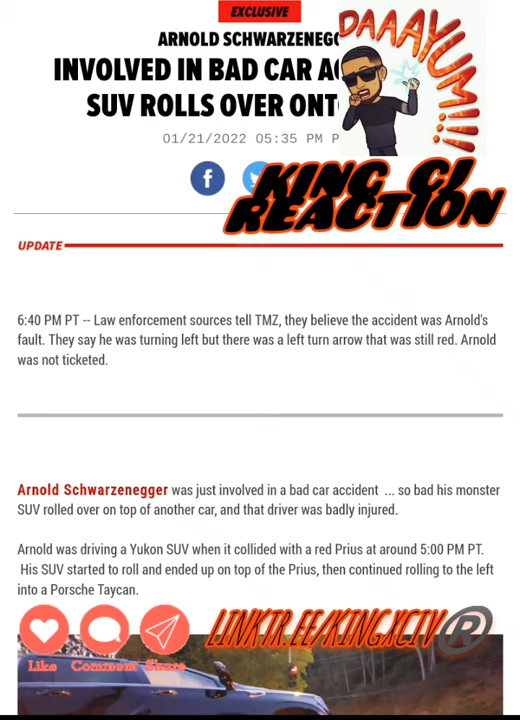 EXCLUSIVE
ARNOLD SCHWARZENEGG
INVOLVED IN BAD CAR
SUV ROLLS OVER ONT
01/21/2022 05:35 PM P
DAAAYUM!!!
KING CI
REACTION
UPDATE
6:40 PM PT -- Law enforcement sources tell TMZ, they believe the accident was Arnold's
fault. They say he was turning left but there was a left turn arrow that was still red. Arnold
was not ticketed.
Arnold Schwarzenegger was just involved in a bad car accident ... so bad his monster
SUV rolled over on top of another car, and that driver was badly injured.
Arnold was driving a Yukon SUV when it collided with a red Prius at around 5:00 PM PT.
His SUV started to roll and ended up on top of the Prius, then continued rolling to the left
into a Porsche Taycan.
LINKTR.EE/KINGXCIV®
Like Comment Share